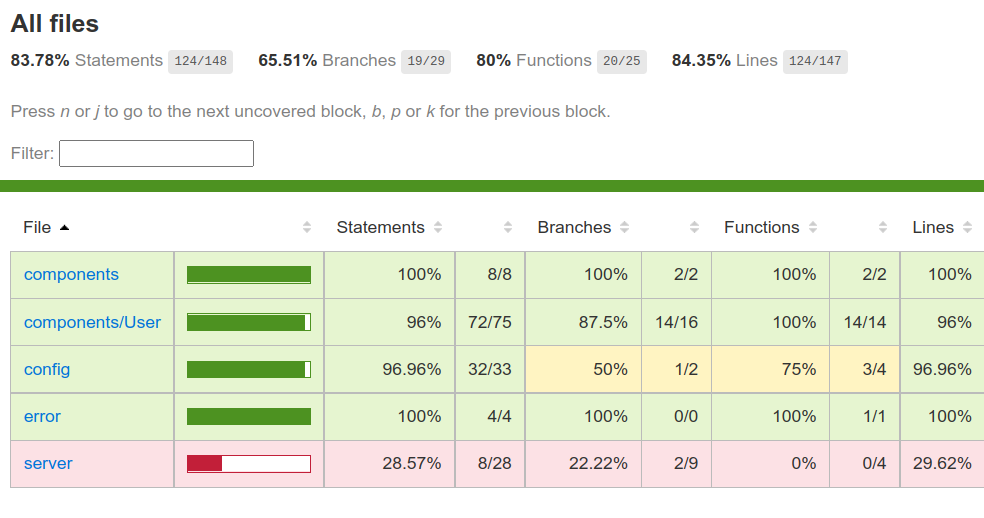 All files
83.78% Statements 124/148 65.51% Branches 19/29 80% Functions 20/25 84.35% Lines 124/147
Press n or j to go to the next uncovered block, b, p or k for the previous block.
Filter:
File Statements Branches Functions Lines
components 100% 8/8 100% 2/2 100% 2/2 100%
components/User 96% 72/75 87.5% 14/16 100% 14/14 96%
config 96.96% 32/33 50% 1/2 75% 3/4 96.96%
error 100% 4/4 100% 0/0 100% 1/1 100%
server 28.57% 8/28 22.22% 2/9 0% 0/4 29.62%